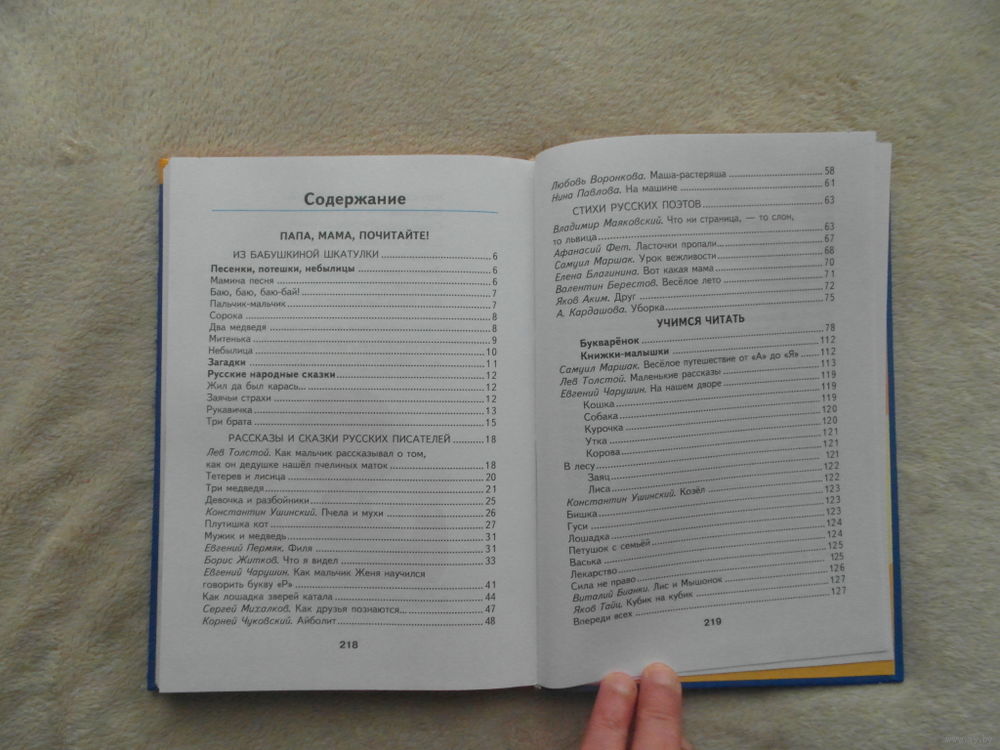 Содержание
ПАПА, МАМА, ПОЧИТАЙТЕ!
ИЗ БАБУШКИНОЙ ШКАТУЛКИ 6
Песенки, потешки, небылицы 6
Мамина песня 6
Баю, баю, баю-бай! 7
Пальчик-мальчик 7
Сорока 8
Два медведя 8
Митенька 9
Небылица 10
Загадки 11
Русские народные сказки 12
Жил да был карась... 12
Заячьи страхи 12
Рукавичка 13
Три брата 15
РАССКАЗЫ И СКАЗКИ РУССКИХ ПИСАТЕЛЕЙ 18
Лев Толстой. Как мальчик рассказывал о том,
как он дедушке нашёл пчелиных маток 18
Тетерев и лисица 20
Три медведя 21
Девочка и разбойники 25
Константин Ушинский. Пчела и мухи 26
Плутишка кот 27
Мужик и медведь 31
Евгений Пермяк. Филя 31
Борис Житков. Что я видел 33
Евгений Чарушин. Как мальчик Женя научился
говорить букву «Р» 41
Как лошадка зверей катала 44
Сергей Михалков. Как друзья познаются... 47
Корней Чуковский. Айболит 48
218
Любовь Воронкова. Маша-растеряша 58
Нина Павлова. На машине 61
СТИХИ РУССКИХ ПОЭТОВ 63
Владимир Маяковский. Что ни страница, — то слон,
то львица 63
Афанасий Фет. Ласточки пропали 67
Самуил Маршак. Урок вежливости 68
Елена Благинина. Вот какая мама 70
Валентин Берестов. Весёлое лето 71
Яков Аким. Друг 72
А. Кардашова. Уборка 75
УЧИМСЯ ЧИТАТЬ
Букварёнок 78
Книжки-малышки 112
Самуил Маршак. Весёлое путешествие от «А» до «Я» 112
Лев Толстой. Маленькие рассказы 113
Евгений Чарушин. На нашем дворе 119
Кошка 119
Собака 119
Курочка 120
Утка 120
Корова 121
В лесу 121
Заяц 121
Лиса 122
Константин Ушинский. Козёл 122
Бишка 123
Гуси 123
Лошадка 123
Петушок с семьёй 124
Васька 124
Лекарство 125
Сила не право 125
Виталий Бианки. Лис и Мышонок 126
Яков Тайц. Кубик на кубик 127
Впереди всех 127
219